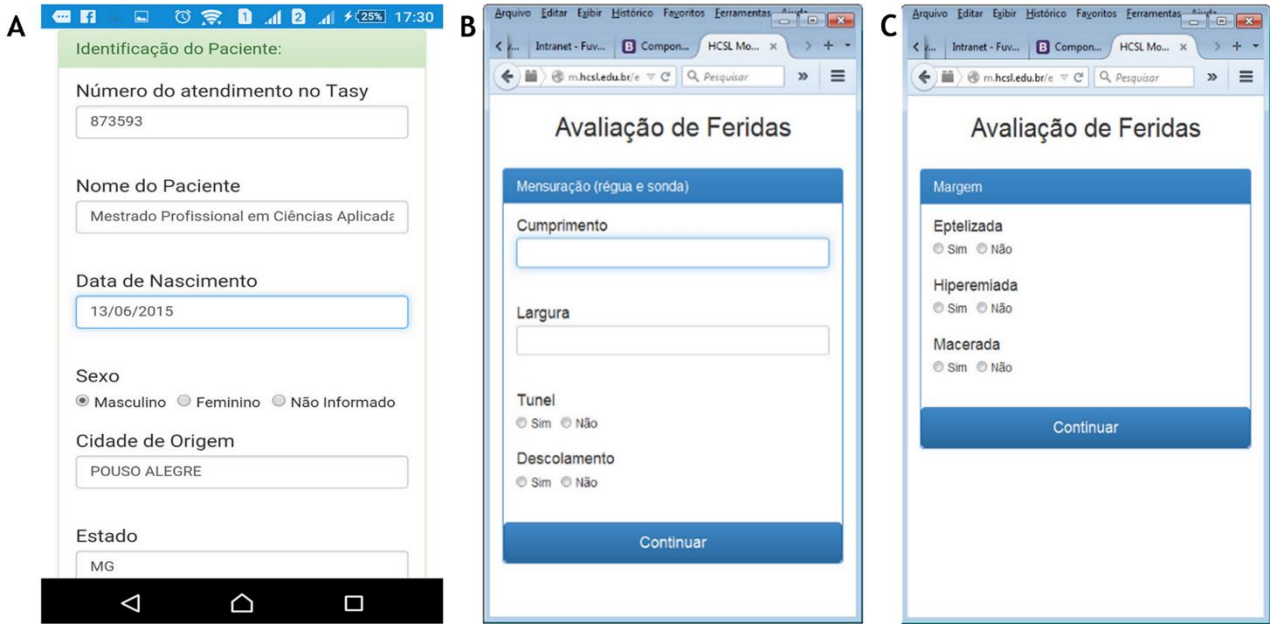 A
1
2
25%
17:30
Identificação do Paciente:
Número do atendimento no Tasy
873593
Nome do Paciente
Mestrado Profissional em Ciências Aplicada
Data de Nascimento
13/06/2015
Sexo
Masculino Feminino Não Informado
Cidade de Origem
POUSO ALEGRE
Estado
MG
B
Arquivo Editar Exibir Histórico Favoritos Ferramentas Ajuda
Intranet - Fuv... B Compon... HCSL Mo... ×
m.hcsl.edu.br/e Pesquisar
Avaliação de Feridas
Mensuração (régua e sonda)
Cumprimento
Largura
Tunel
Sim Não
Descolamento
Sim Não
Continuar
C
Arquivo Editar Exibir Histórico Favoritos Ferramentas
Intranet - Fuv... B Compon... HCSL Mo... ×
m.hcsl.edu.br/e Pesquisar
Avaliação de Feridas
Margem
Eptelizada
Sim Não
Hiperemiada
Sim Não
Macerada
Sim Não
Continuar